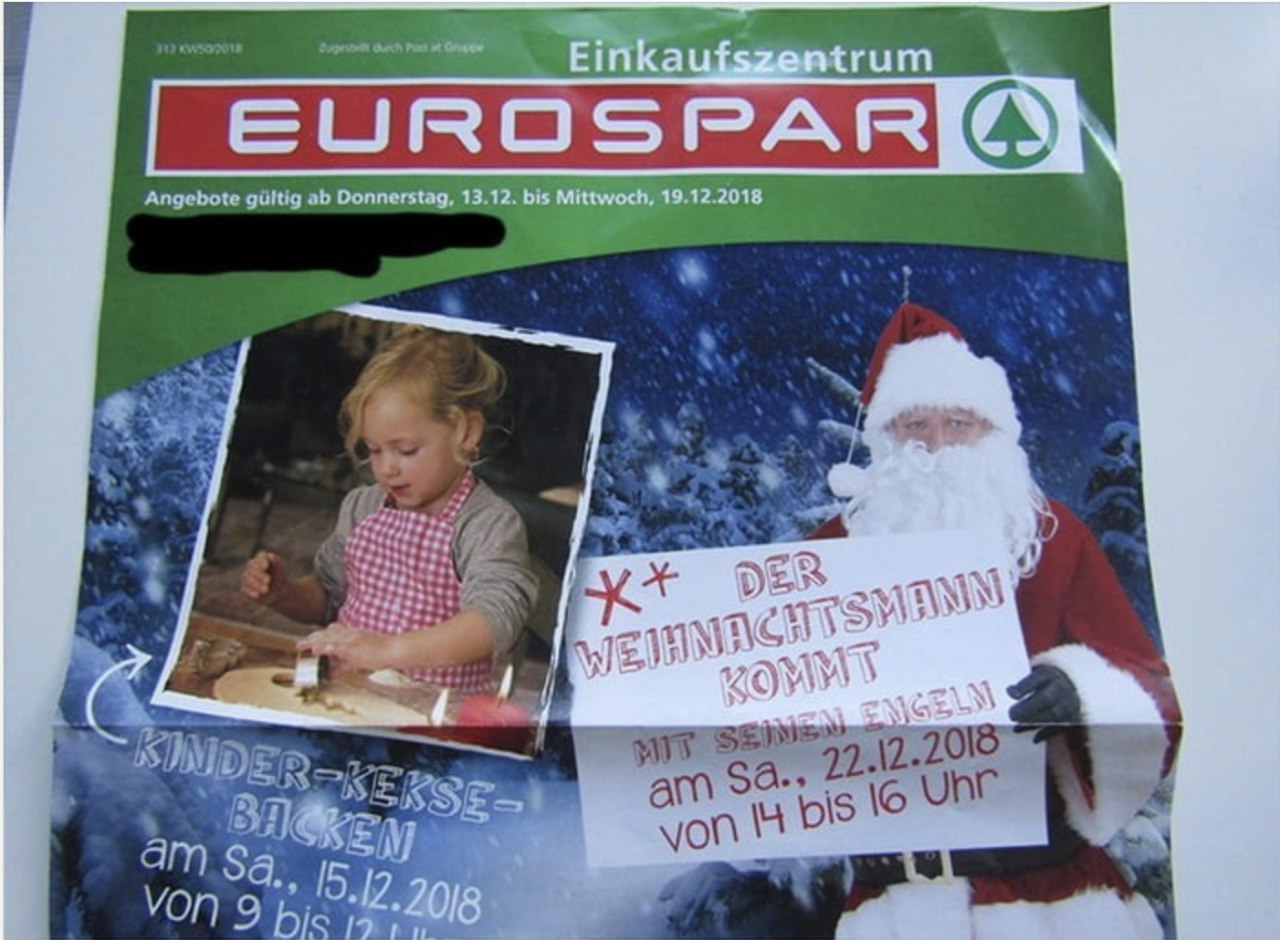 313 KW50/2018
Zugestellt durch Post at Gruppe
Einkaufszentrum
EUROSPAR
Angebote gültig ab Donnerstag, 13.12. bis Mittwoch, 19.12.2018
DER
WEIHNACHTSMANN
KOMMT
MIT SEINEN ENGELN
am Sa., 22.12.2018
von 14 bis 16 Uhr
KINDER-KEKSE-
BACKEN
am Sa., 15.12.2018
von 9 bis 12 Uhr